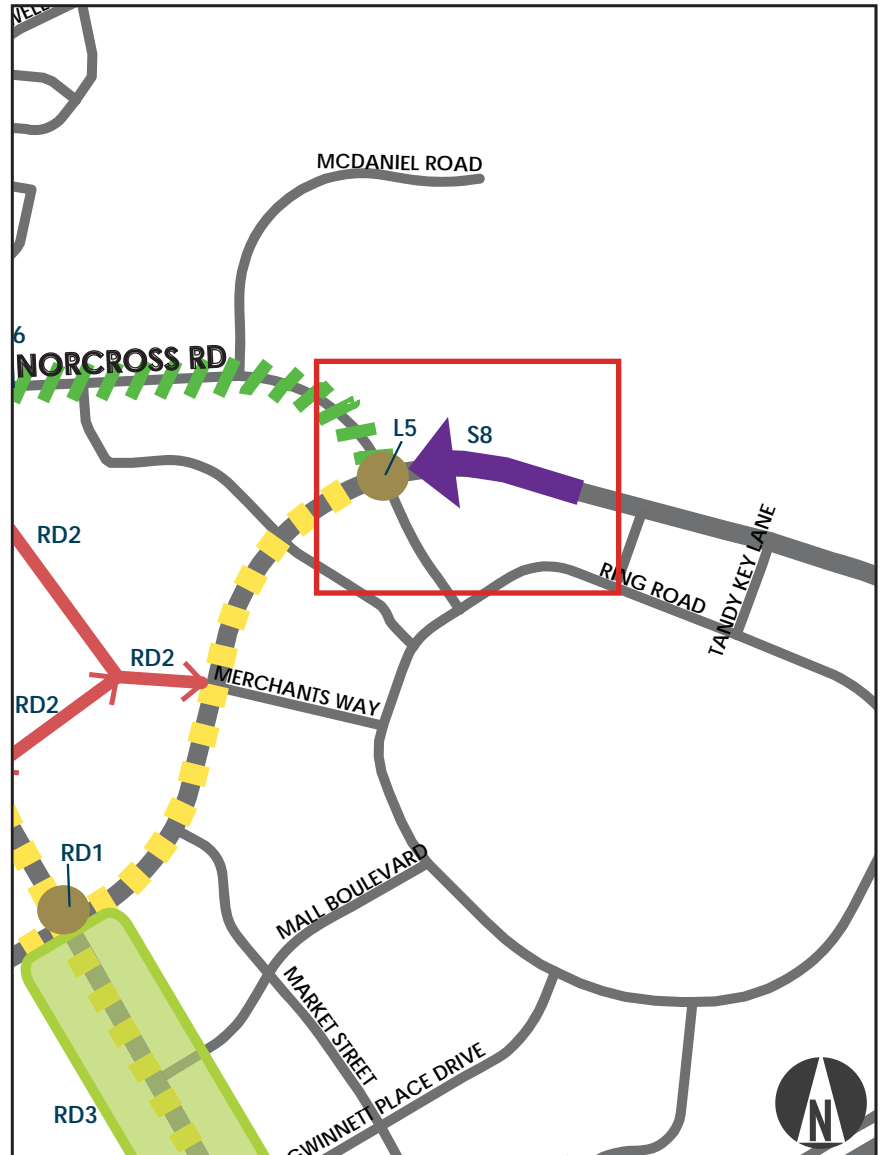 MCDANIEL ROAD
6
NORCROSS RD
L5
S8
RD2
RING ROAD
TANDY KEY LANE
RD2
MERCHANTS WAY
RD2
RD1
MALL BOULEVARD
MARKET STREET
GWINNETT PLACE DRIVE
RD3
N